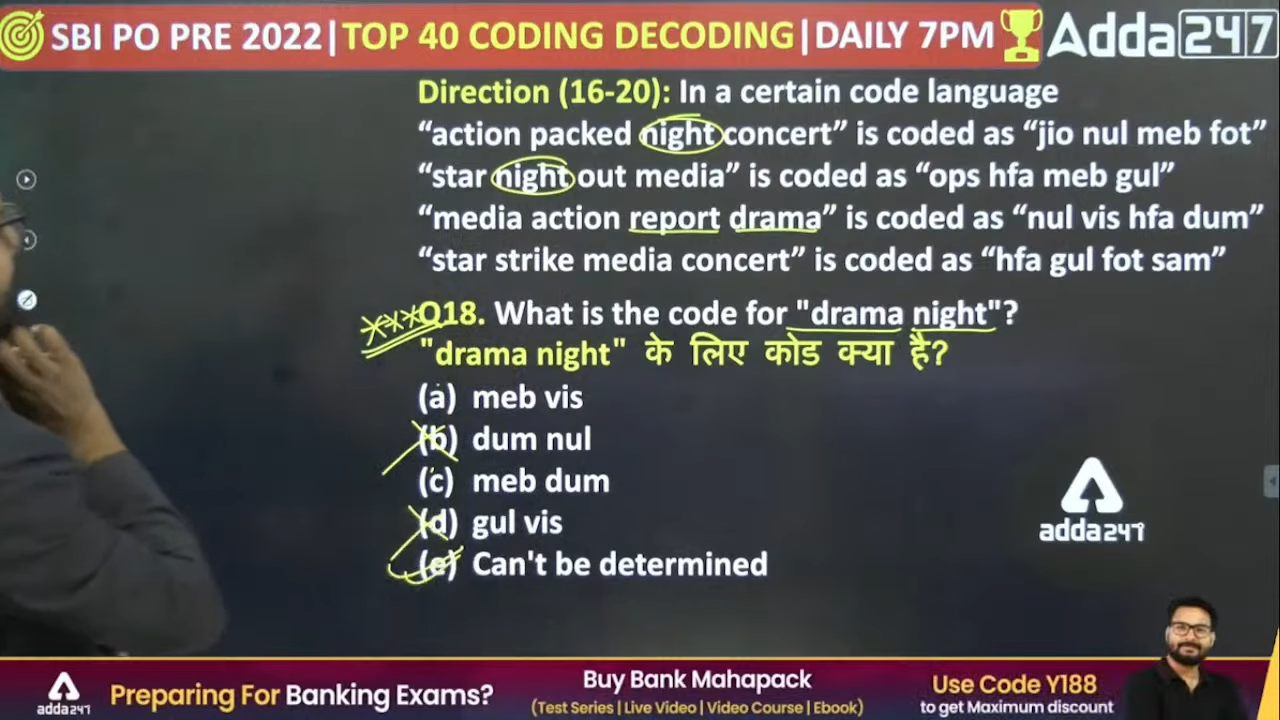 SBI PO PRE 2022|TOP 40 CODING DECODING|DAILY 7PM
Adda247
Direction (16-20): In a certain code language
“action packed night concert” is coded as “jio nul meb fot”
“star night out media” is coded as “ops hfa meb gul”
“media action report drama” is coded as “nul vis hfa dum”
“star strike media concert” is coded as “hfa gul fot sam”
Q18. What is the code for "drama night"?
"drama night" के लिए कोड क्या है?
(a) meb vis
(b) dum nul
(c) meb dum
(d) gul vis
(e) Can't be determined
adda247
adda247
Preparing For Banking Exams?
Buy Bank Mahapack
(Test Series | Live Video | Video Course | Ebook)
Use Code Y188
to get Maximum discount